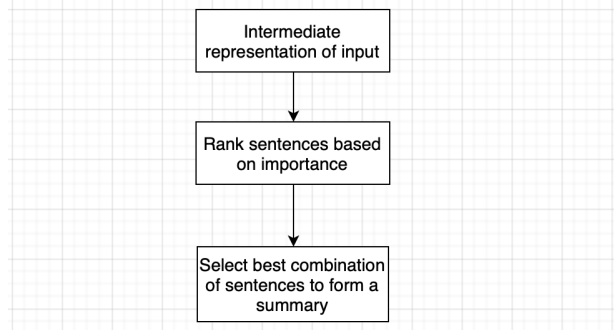 Intermediate
representation of input
Rank sentences based
on importance
Select best combination
of sentences to form a
summary